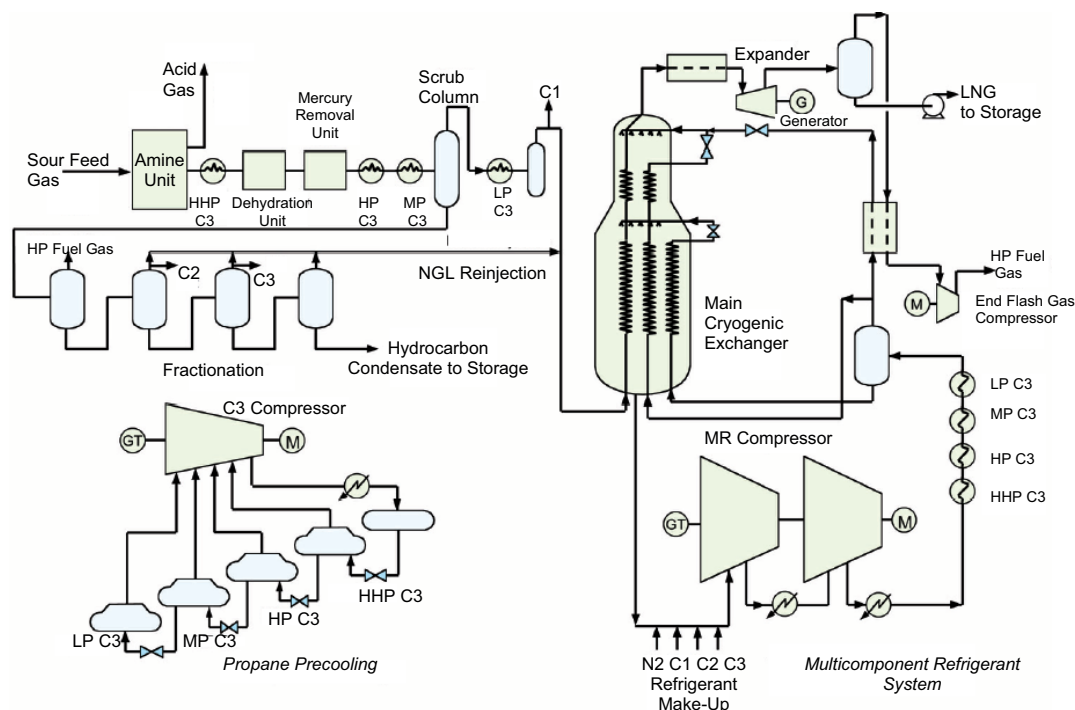 Acid
Gas
Sour Feed
Gas
Amine
Unit
HHP
C3
Dehydration
Unit
Mercury
Removal
Unit
HP
C3
MP
C3
Scrub
Column
LP
C3
C1
Expander
G
Generator
LNG
to Storage
HP Fuel Gas
C2
C3
NGL Reinjection
Fractionation
Hydrocarbon
Condensate to Storage
Main
Cryogenic
Exchanger
HP Fuel
Gas
M
End Flash Gas
Compressor
LP C3
MP C3
HP C3
HHP C3
C3 Compressor
GT
M
HHP C3
HP C3
MP C3
LP C3
Propane Precooling
MR Compressor
GT
M
N2 C1 C2 C3
Refrigerant
Make-Up
Multicomponent Refrigerant
System